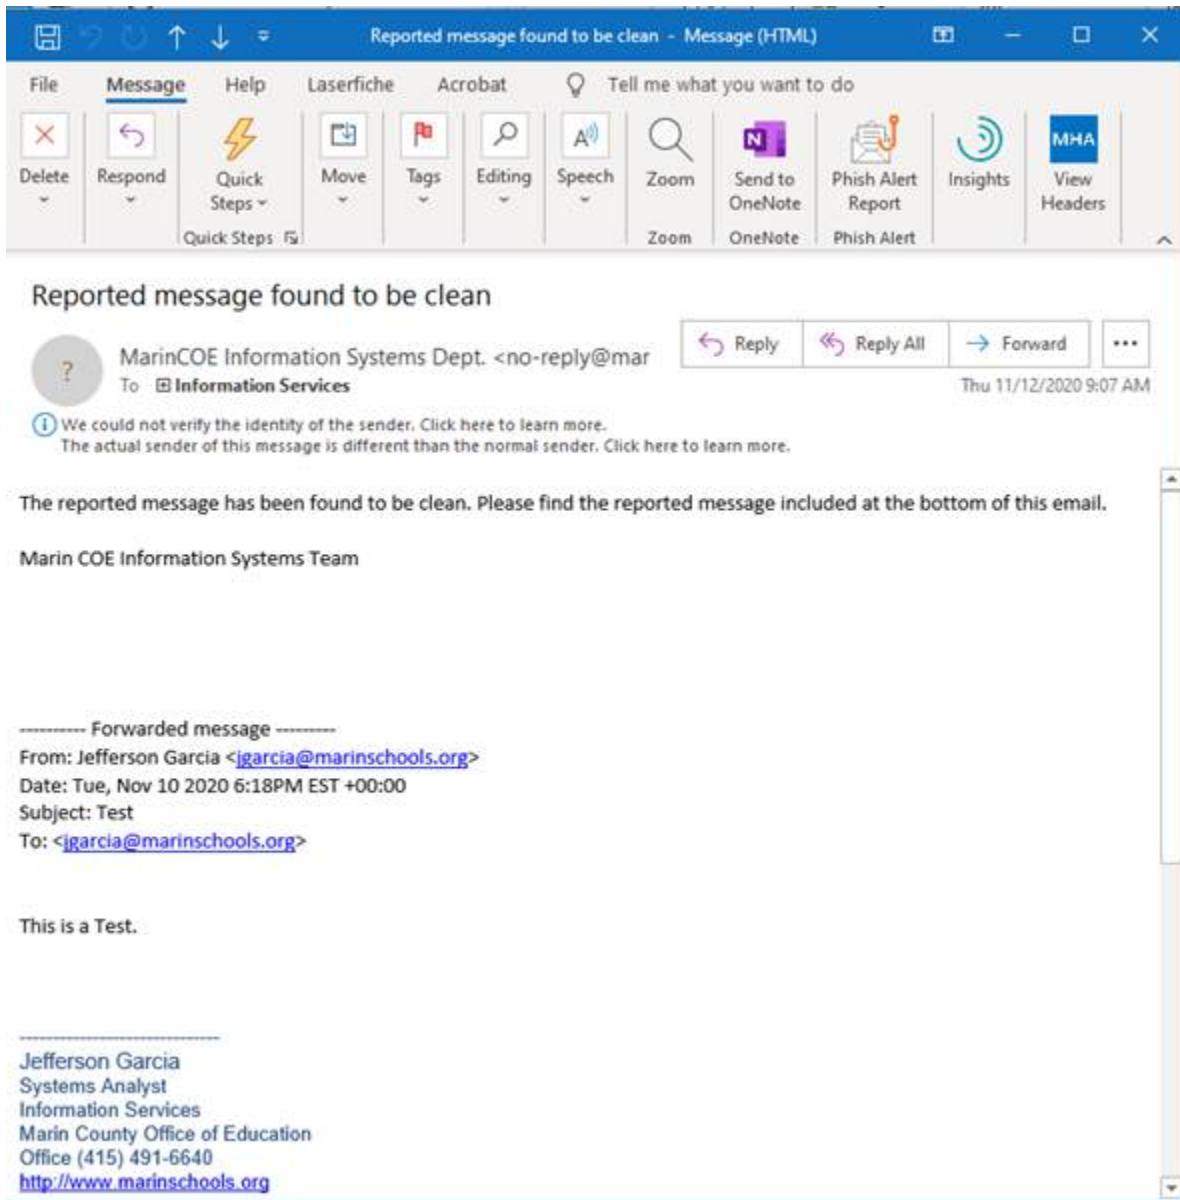 Reported message found to be clean - Message (HTML)
File Message Help Laserfiche Acrobat Tell me what you want to do
Delete Respond Quick Steps Move Tags Editing Speech Zoom Send to OneNote Phish Alert Report Insights MHA View Headers
Quick Steps Zoom OneNote Phish Alert
Reported message found to be clean
MarinCOE Information Systems Dept. <no-reply@mar
Reply Reply All Forward
To Information Services
Thu 11/12/2020 9:07 AM
We could not verify the identity of the sender. Click here to learn more.
The actual sender of this message is different than the normal sender. Click here to learn more.
The reported message has been found to be clean. Please find the reported message included at the bottom of this email.
Marin COE Information Systems Team
---------- Forwarded message ---------
From: Jefferson Garcia <jgarcia@marinschools.org>
Date: Tue, Nov 10 2020 6:18PM EST +00:00
Subject: Test
To: <jgarcia@marinschools.org>
This is a Test.
------------------------------
Jefferson Garcia
Systems Analyst
Information Services
Marin County Office of Education
Office (415) 491-6640
http://www.marinschools.org